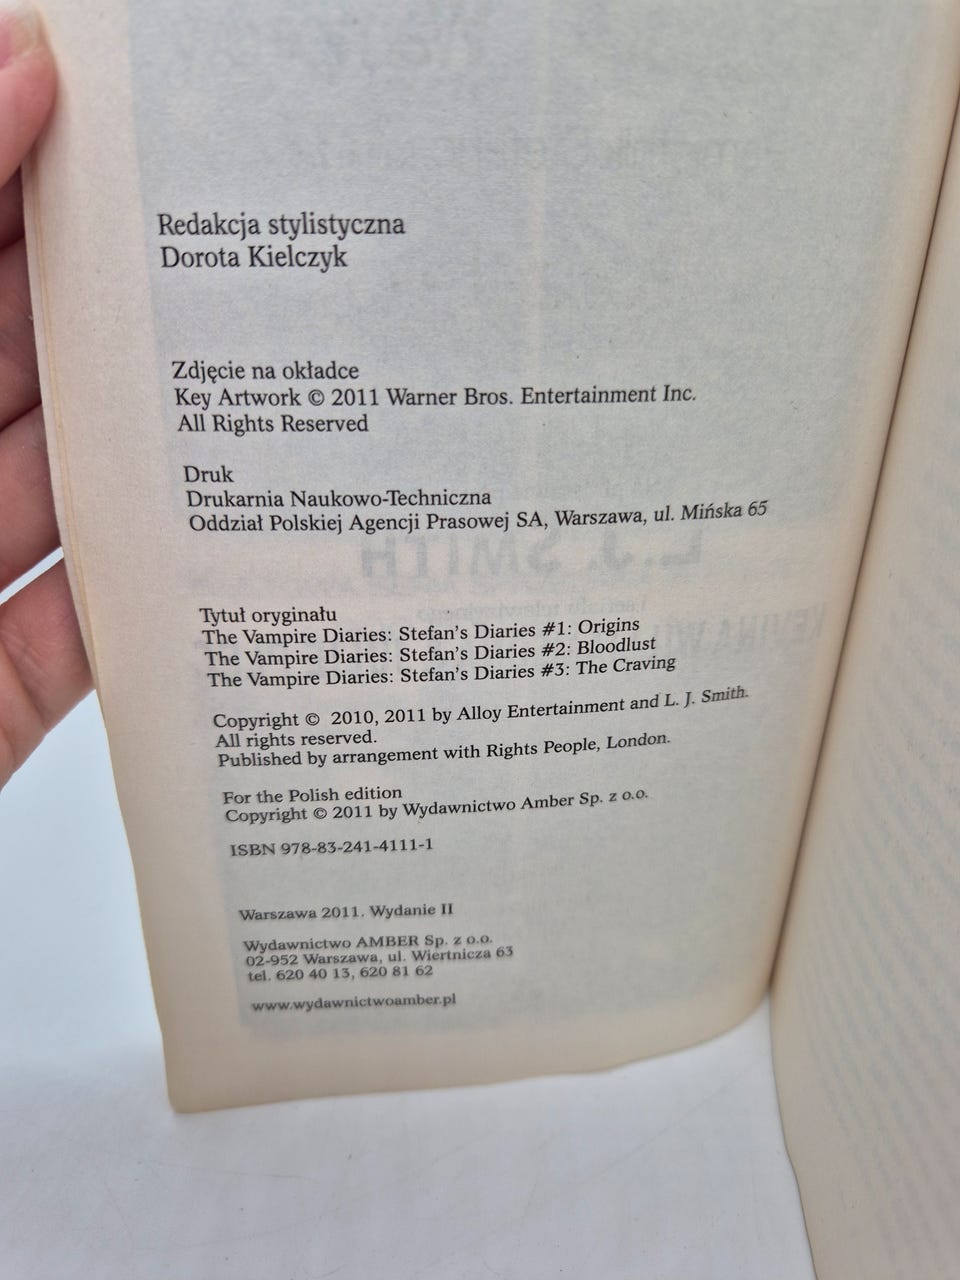 Redakcja stylistyczna
Dorota Kielczyk
Zdjęcie na okładce
Key Artwork © 2011 Warner Bros. Entertainment Inc.
All Rights Reserved
Druk
Drukarnia Naukowo-Techniczna
Oddział Polskiej Agencji Prasowej SA, Warszawa, ul. Mińska 65
L. J. SMITH
Tytuł oryginału
The Vampire Diaries: Stefan's Diaries #1: Origins
The Vampire Diaries: Stefan's Diaries #2: Bloodlust
The Vampire Diaries: Stefan's Diaries #3: The Craving
Copyright © 2010, 2011 by Alloy Entertainment and L. J. Smith.
All rights reserved.
Published by arrangement with Rights People, London.
For the Polish edition
Copyright © 2011 by Wydawnictwo Amber Sp. z o.o.
ISBN 978-83-241-4111-1
Warszawa 2011. Wydanie II
Wydawnictwo AMBER Sp. z o.o.
02-952 Warszawa, ul. Wiertnicza 63
tel. 620 40 13, 620 81 62
www.wydawnictwoamber.pl